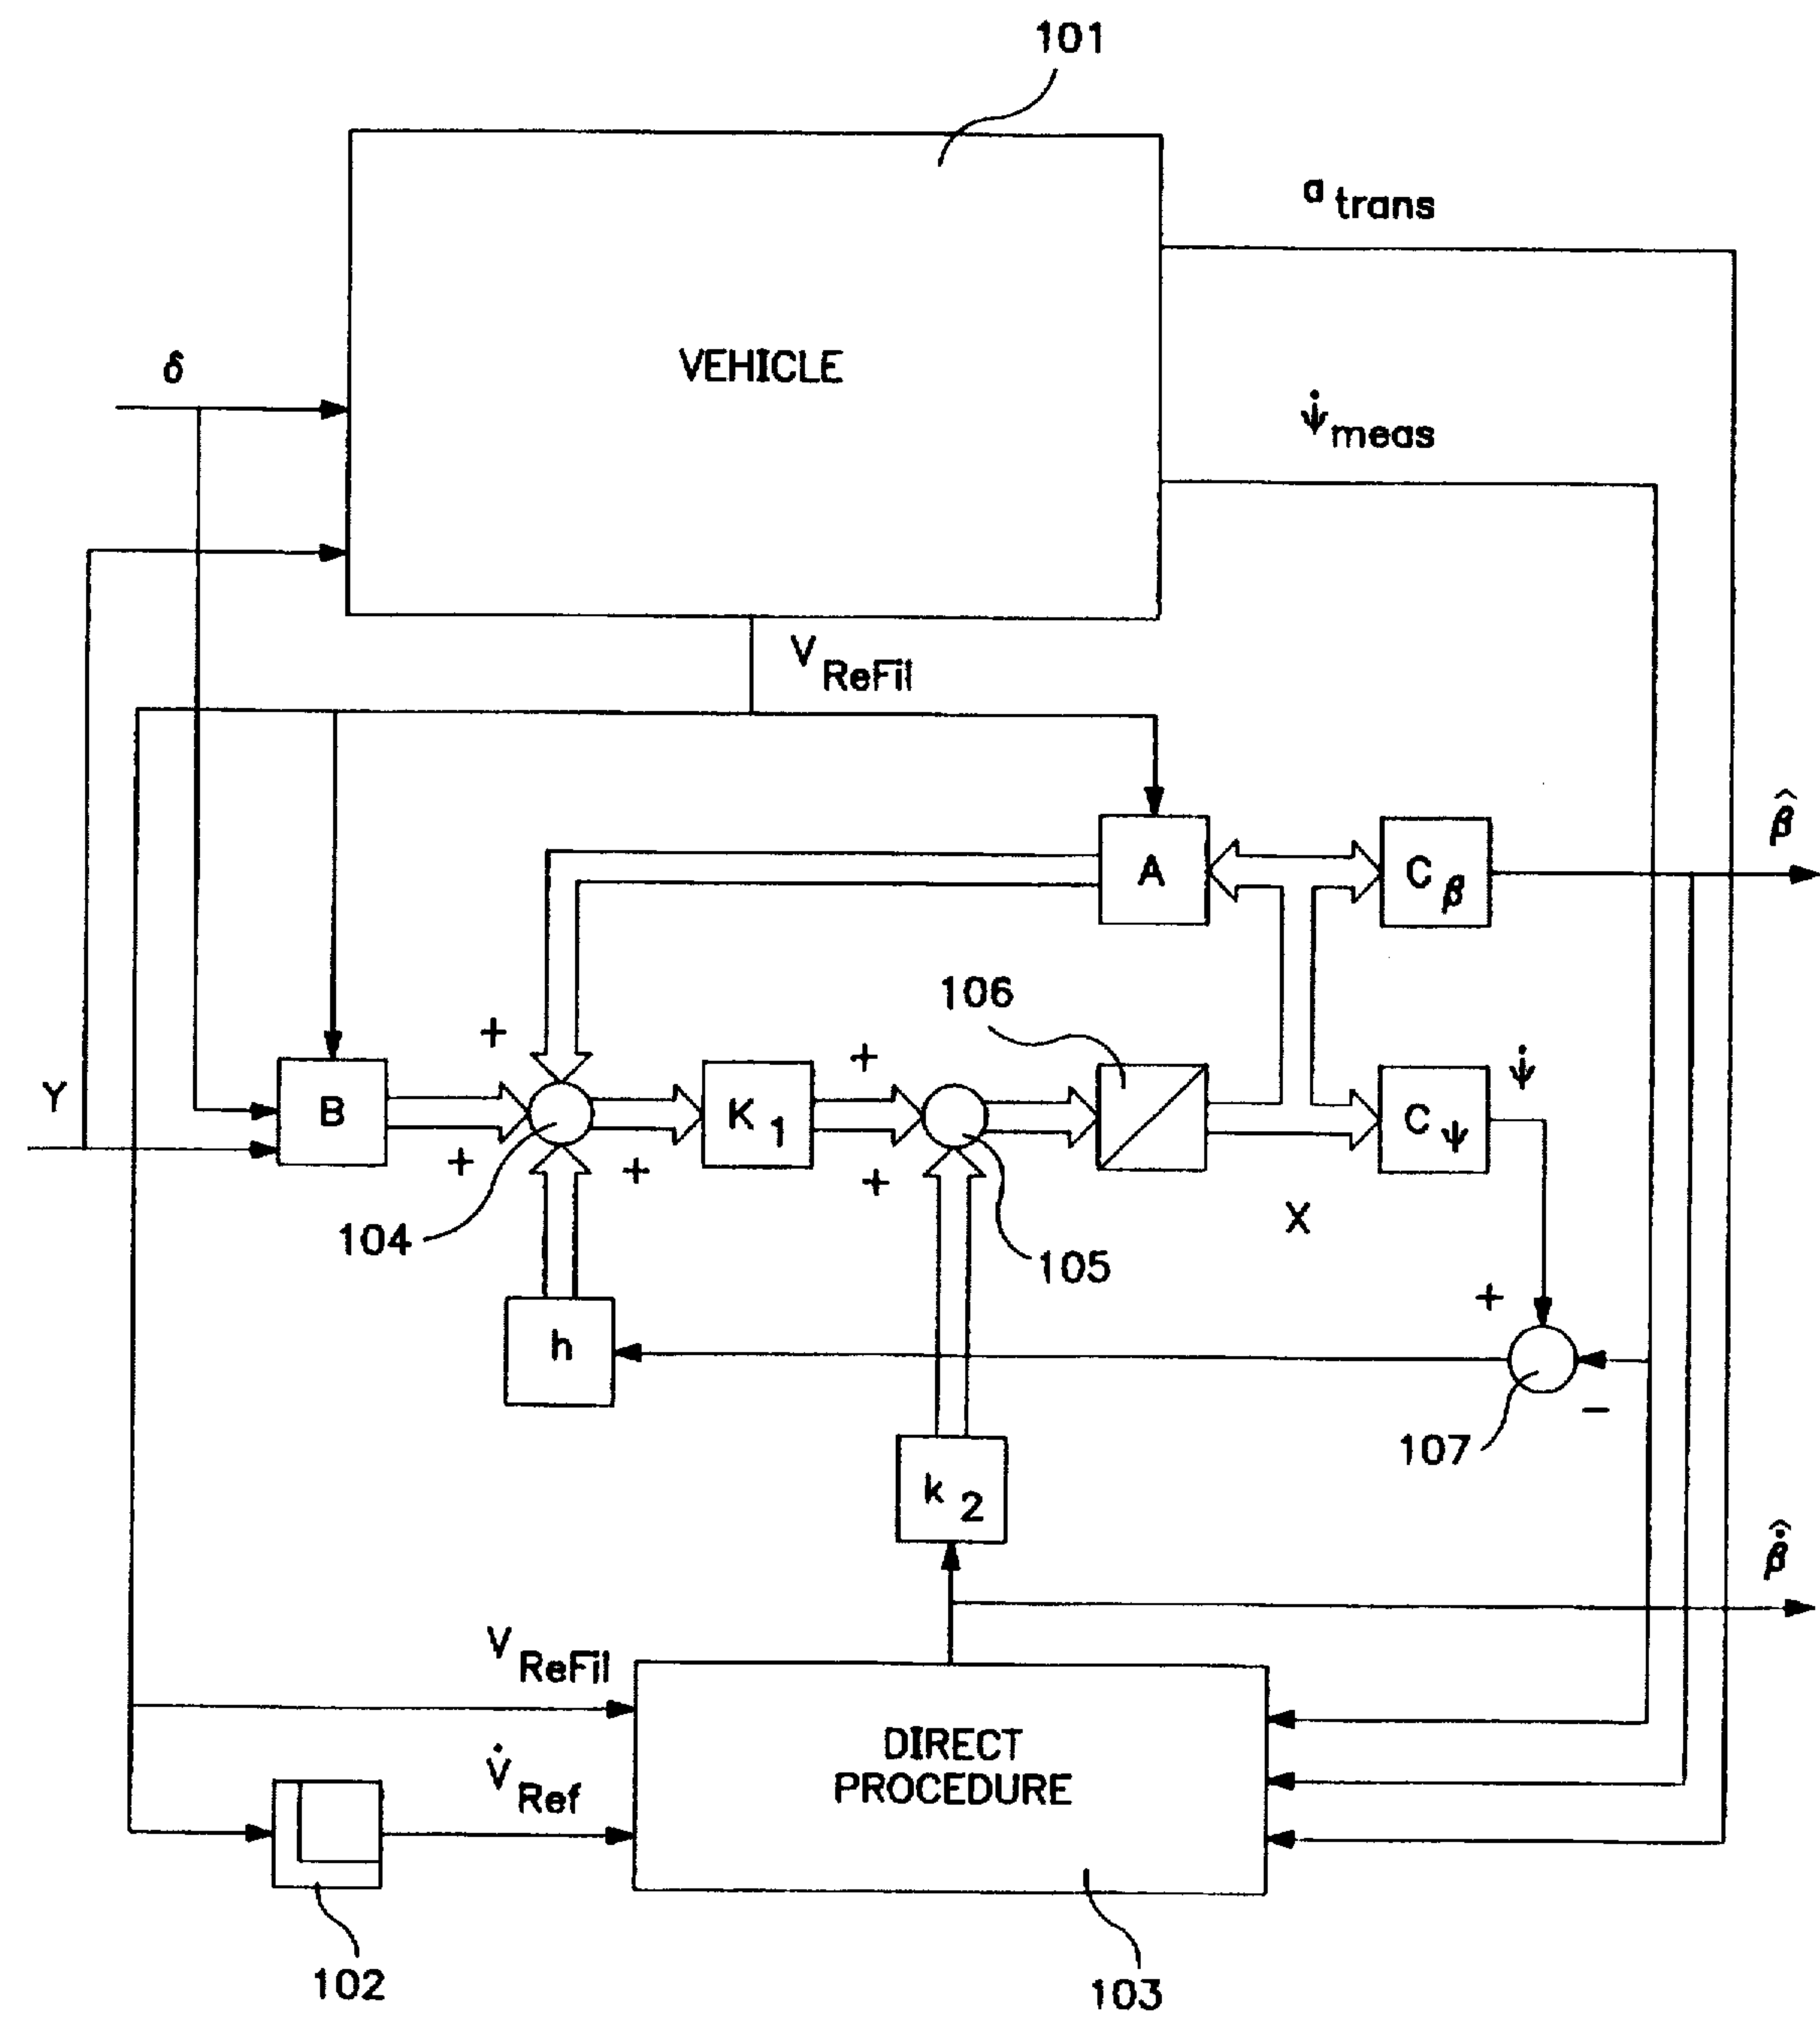 101
a trans
VEHICLE
δ
ψ̇ meas
V ReFil
β̂
A
C β
106
+
+
ψ̇
Y
B
K 1
C ψ
+
+
+
X
104
105
+
h
107
−
k 2
β̇̂
V ReFil
DIRECT
PROCEDURE
V̇ Ref
102
103